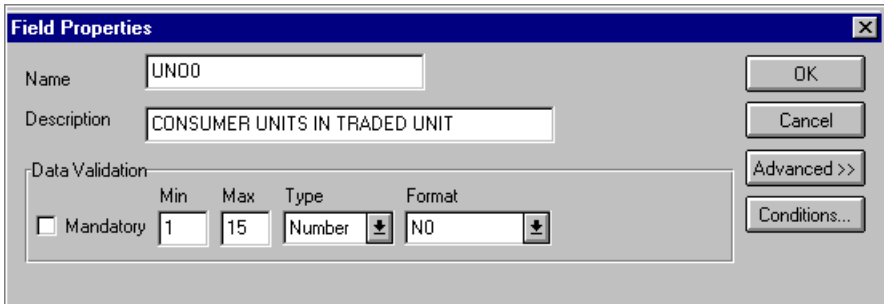 Field Properties
Name
UNO0
OK
Description
CONSUMER UNITS IN TRADED UNIT
Cancel
Data Validation
Advanced >>
Min Max Type Format
Mandatory 1 15 Number N0
Conditions...